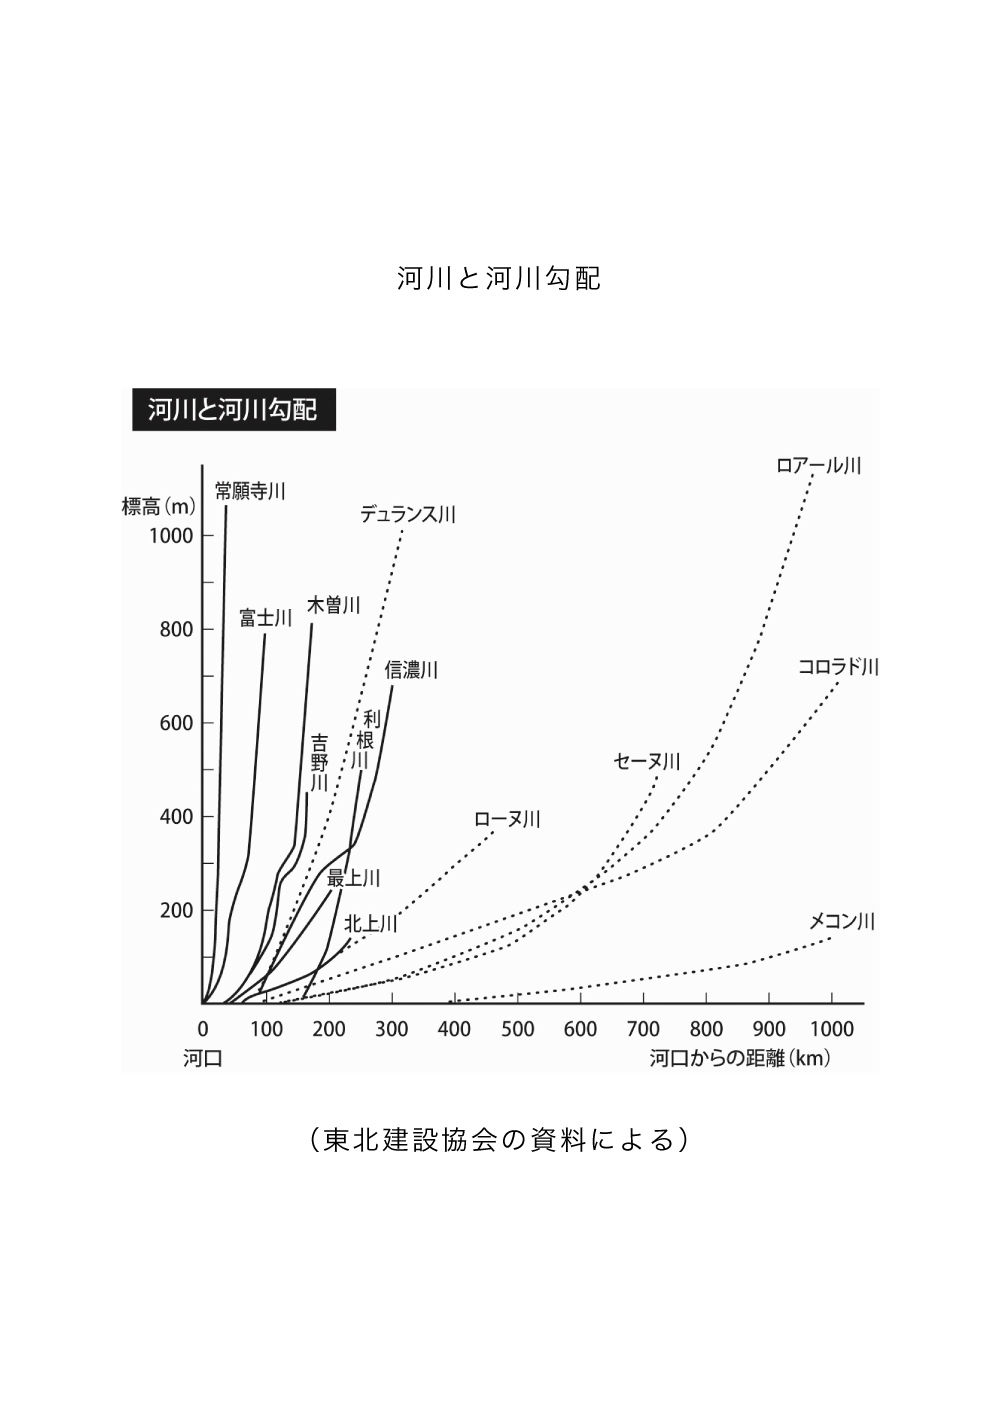 河川と河川勾配
河川と河川勾配
標高(m)
1000
800
600
400
200
常願寺川
富士川
木曽川
吉野川
デュランス川
信濃川
利根川
最上川
北上川
ローヌ川
セーヌ川
ロアール川
コロラド川
メコン川
0 100 200 300 400 500 600 700 800 900 1000
河口
河口からの距離(km)
(東北建設協会の資料による)